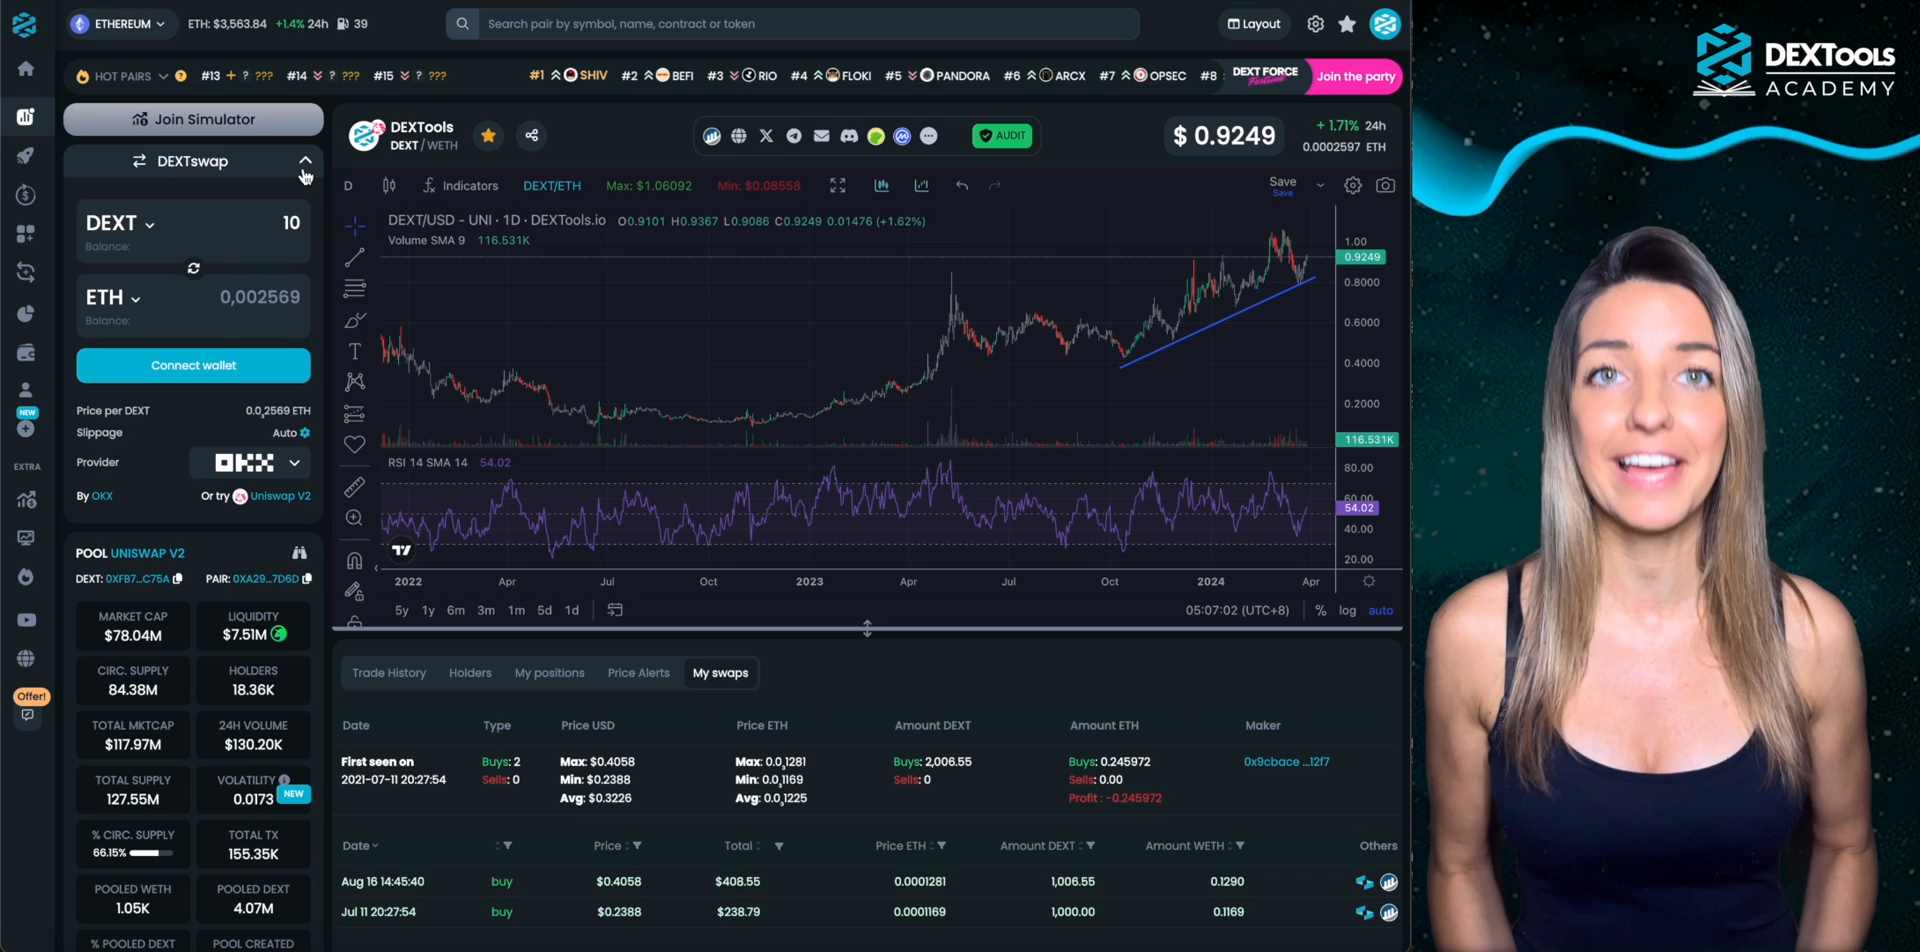 ETHEREUM
ETH: $3,563.84 +1.4% 24h 39
Search pair by symbol, name, contract or token
Layout
HOT PAIRS ? #13 ? ??? #14 ? ??? #15 ? ???
#1 SHIV #2 BEFI #3 RIO #4 FLOKI #5 PANDORA #6 ARCX #7 OPSEC #8
DEXT FORCE
Festival
Join the party
DEXTools
ACADEMY
Join Simulator
DEXTswap
DEXT 10
Balance:
ETH 0,002569
Balance:
Connect wallet
Price per DEXT 0.0₂2569 ETH
Slippage Auto
Provider OKX
By OKX Or try Uniswap V2
POOL UNISWAP V2
DEXT: 0XFB7...C75A PAIR: 0XA29...7D6D
MARKET CAP LIQUIDITY
$78.04M $7.51M
CIRC. SUPPLY HOLDERS
84.38M 18.36K
TOTAL MKTCAP 24H VOLUME
$117.97M $130.20K
TOTAL SUPPLY VOLATILITY
127.55M 0.0173 NEW
% CIRC. SUPPLY TOTAL TX
66.15% 155.35K
POOLED WETH POOLED DEXT
1.05K 4.07M
% POOLED DEXT POOL CREATED
NEW
EXTRA
Offer!
DEXTools
DEXT / WETH
AUDIT
$ 0.9249
+ 1.71% 24h
0.0002597 ETH
D Indicators DEXT/ETH Max: $1.06092 Min: $0.08558
Save
Save
DEXT/USD - UNI · 1D · DEXTools.io O0.9101 H0.9367 L0.9086 C0.9249 0.01476 (+1.62%)
Volume SMA 9 116.531K
1.00
0.9249
0.8000
0.6000
0.4000
0.2000
116.531K
RSI 14 SMA 14 54.02
80.00
60.00
54.02
40.00
20.00
2022 Apr Jul Oct 2023 Apr Jul Oct 2024 Apr
5y 1y 6m 3m 1m 5d 1d
05:07:02 (UTC+8) % log auto
Trade History Holders My positions Price Alerts My swaps
Date Type Price USD Price ETH Amount DEXT Amount ETH Maker
First seen on Buys: 2 Max: $0.4058 Max: 0.0₃1281 Buys: 2,006.55 Buys: 0.245972 0x9cbace ...12f7
2021-07-11 20:27:54 Sells: 0 Min: $0.2388 Min: 0.0₃1169 Sells: 0 Sells: 0.00
Avg: $0.3226 Avg: 0.0₃1225 Profit : -0.245972
Date Price Total Price ETH Amount DEXT Amount WETH Others
Aug 16 14:45:40 buy $0.4058 $408.55 0.0001281 1,006.55 0.1290
Jul 11 20:27:54 buy $0.2388 $238.79 0.0001169 1,000.00 0.1169